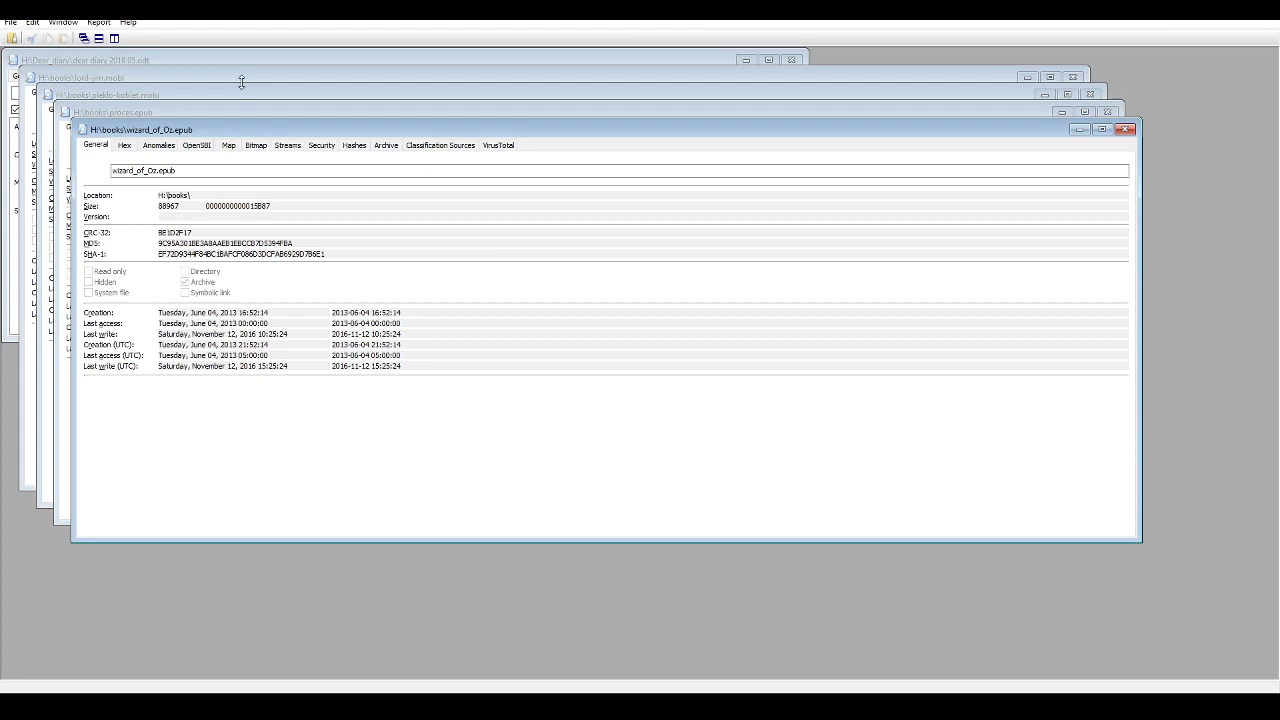 File Edit Window Report Help
H:\Dear_diary\dear diary 2018 05.odt
H:\books\lord-jim.mobi
H:\books\pieklo-kobiet.mobi
H:\books\proces.epub
H:\books\wizard_of_Oz.epub
General Hex Anomalies OpenSBI Map Bitmap Streams Security Hashes Archive Classification Sources VirusTotal
wizard_of_Oz.epub
Location: H:\books\
Size: 88967 0000000000015B87
Version:
CRC-32: BE1D2F17
MD5: 9C95A301BE3A8AAEB1EBCCB7D5394FBA
SHA-1: EF72D9344F84BC1BAFCF086D3DCFAB6929D7B6E1
Read only Directory
Hidden Archive
System file Symbolic link
Creation: Tuesday, June 04, 2013 16:52:14 2013-06-04 16:52:14
Last access: Tuesday, June 04, 2013 00:00:00 2013-06-04 00:00:00
Last write: Saturday, November 12, 2016 10:25:24 2016-11-12 10:25:24
Creation (UTC): Tuesday, June 04, 2013 21:52:14 2013-06-04 21:52:14
Last access (UTC): Tuesday, June 04, 2013 05:00:00 2013-06-04 05:00:00
Last write (UTC): Saturday, November 12, 2016 15:25:24 2016-11-12 15:25:24